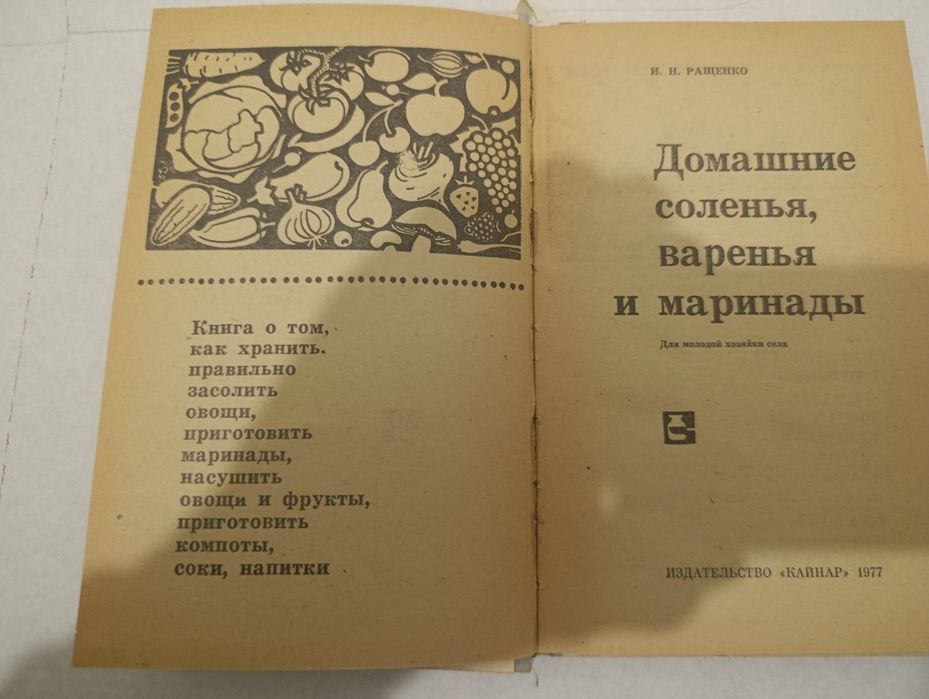 Книга о том,
как хранить.
правильно
засолить
овощи,
приготовить
маринады,
насушить
овощи и фрукты,
приготовить
компоты,
соки, напитки
И. Н. РАЩЕНКО
Домашние
соленья,
варенья
и маринады
Для молодой хозяйки села
ИЗДАТЕЛЬСТВО «КАЙНАР» 1977